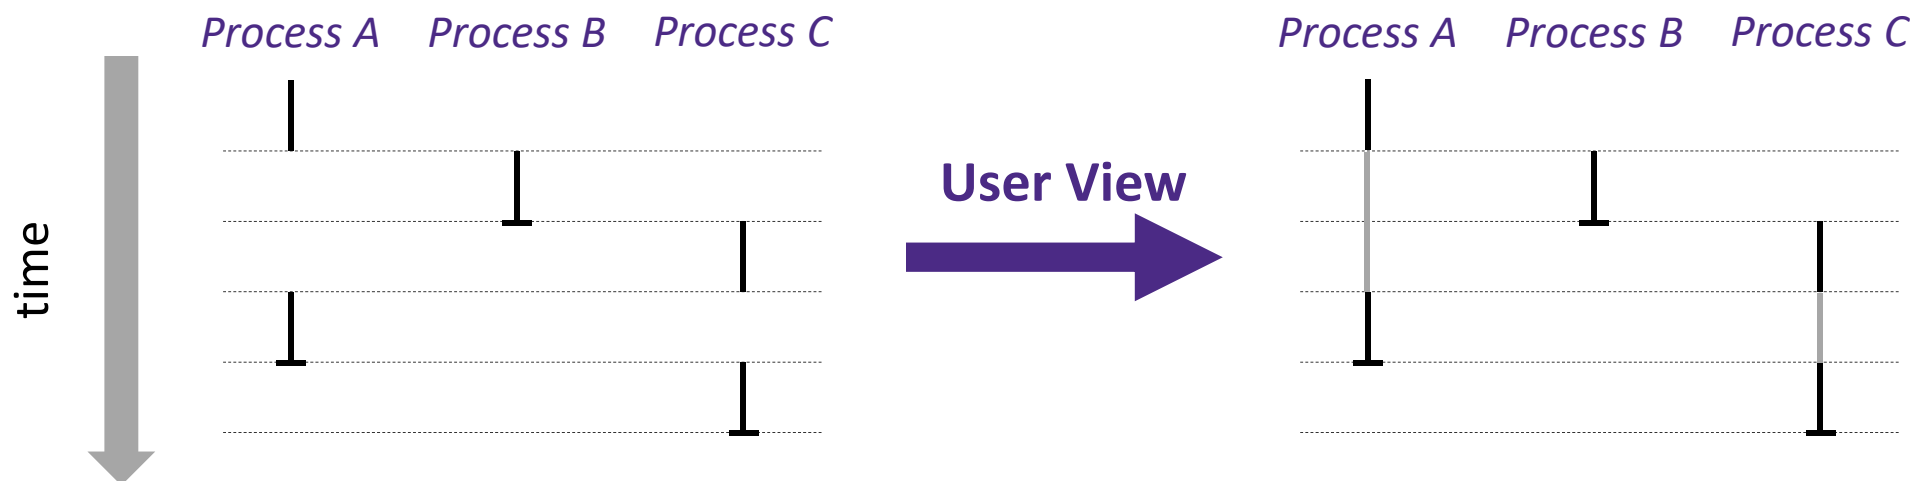 Process A Process B Process C
time
User View
Process A Process B Process C